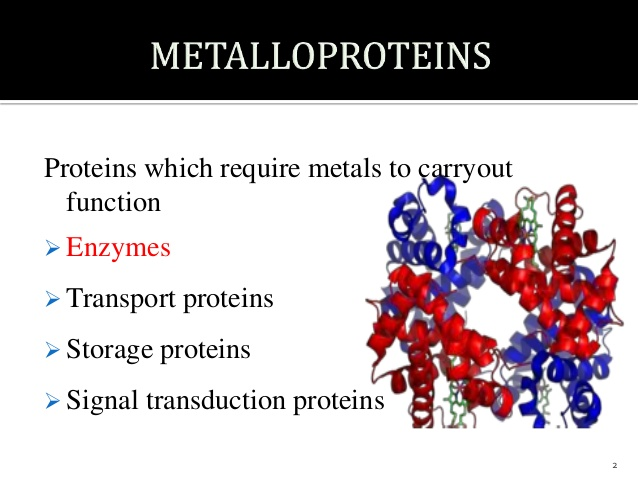 METALLOPROTEINS
Proteins which require metals to carryout
function
➢ Enzymes
➢ Transport proteins
➢ Storage proteins
➢ Signal transduction proteins
2